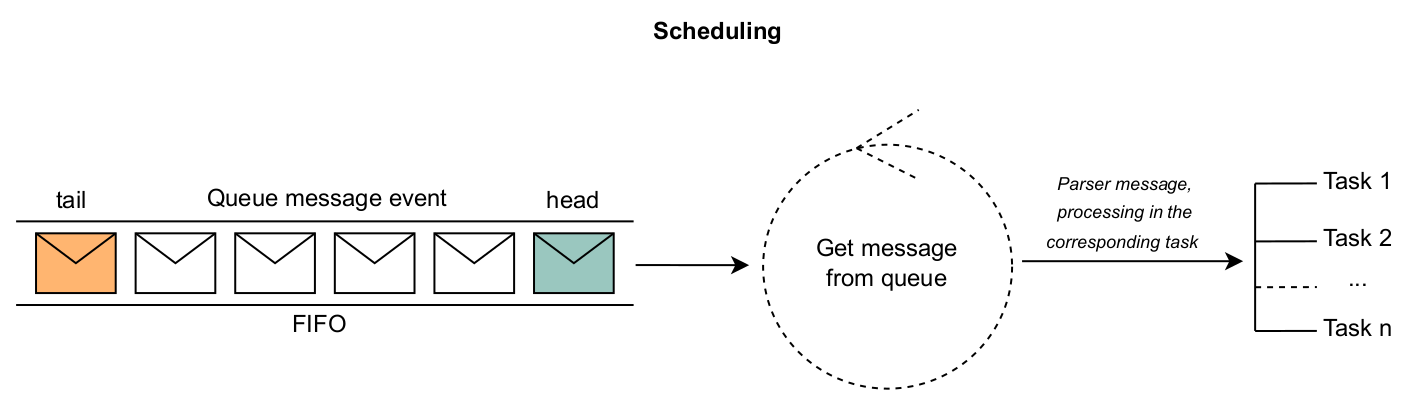 Scheduling
tail
Queue message event
head
FIFO
Get message
from queue
Parser message,
processing in the
corresponding task
Task 1
Task 2
...
Task n